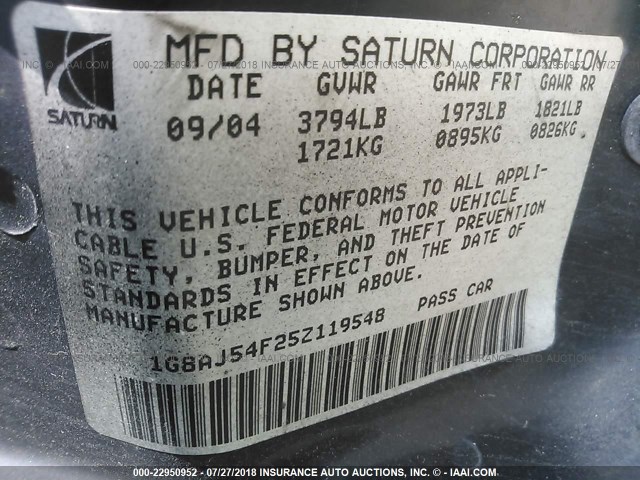 MFD BY SATURN CORPORATION
DATE GVWR GAWR FRT GAWR RR
SATURN 09/04 3794LB 1973LB 1821LB
1721KG 0895KG 0826KG
THIS VEHICLE CONFORMS TO ALL APPLI-
CABLE U.S. FEDERAL MOTOR VEHICLE
SAFETY, BUMPER, AND THEFT PREVENTION
STANDARDS IN EFFECT ON THE DATE OF
MANUFACTURE SHOWN ABOVE.
1G8AJ54F25Z119548 PASS CAR
000-22950952 - 07/27/2018 - INSURANCE AUTO AUCTIONS, INC. - © - IAAI.COM